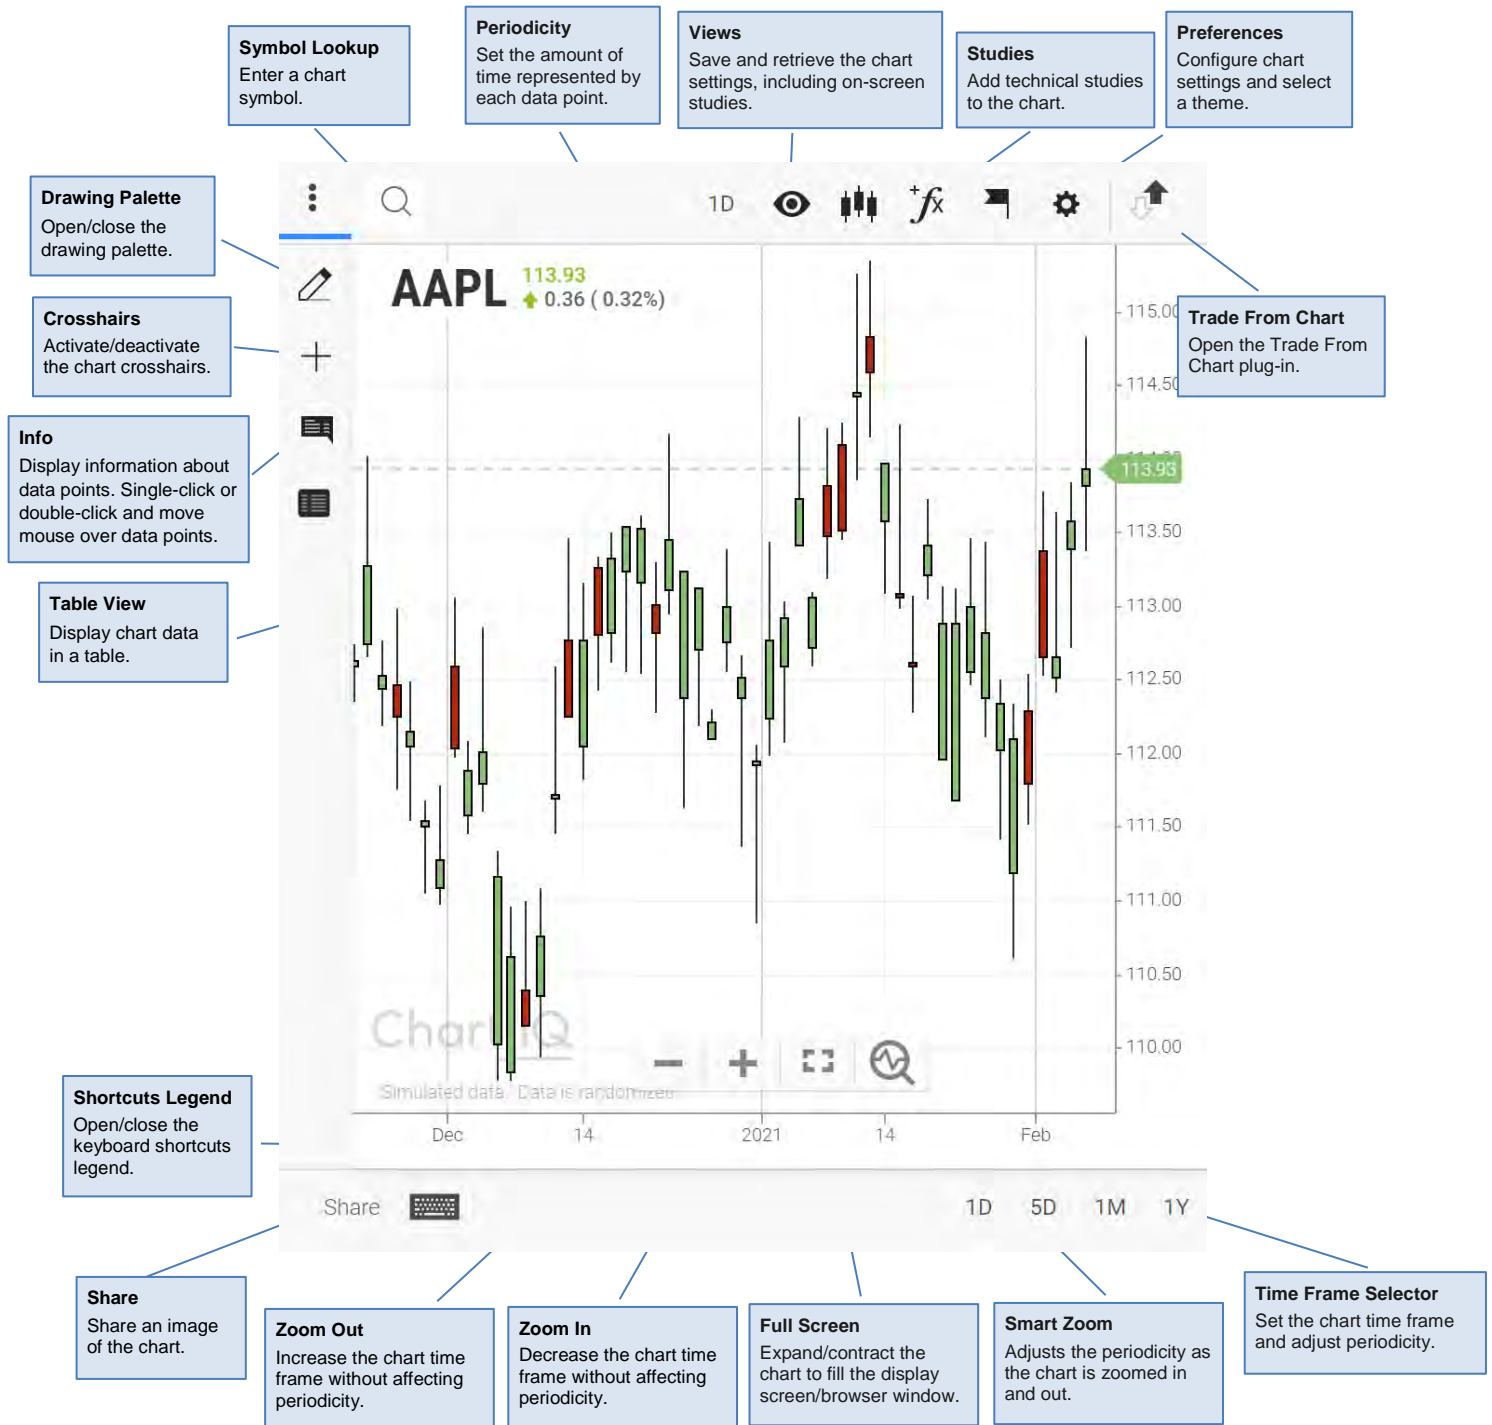 Symbol Lookup
Enter a chart
symbol.
Periodicity
Set the amount of
time represented by
each data point.
Views
Save and retrieve the chart
settings, including on-screen
studies.
Studies
Add technical studies
to the chart.
Preferences
Configure chart
settings and select
a theme.
Drawing Palette
Open/close the
drawing palette.
Crosshairs
Activate/deactivate
the chart crosshairs.
Info
Display information about
data points. Single-click or
double-click and move
mouse over data points.
Table View
Display chart data
in a table.
Trade From Chart
Open the Trade From
Chart plug-in.
1D
+fx
AAPL
113.93
0.36 ( 0.32%)
115.00
114.50
113.93
113.50
113.00
112.50
112.00
111.50
111.00
110.50
110.00
Simulated data. Data is randomized
Dec
14
2021
14
Feb
Shortcuts Legend
Open/close the
keyboard shortcuts
legend.
Share
1D
5D
1M
1Y
Share
Share an image
of the chart.
Zoom Out
Increase the chart time
frame without affecting
periodicity.
Zoom In
Decrease the chart time
frame without affecting
periodicity.
Full Screen
Expand/contract the
chart to fill the display
screen/browser window.
Smart Zoom
Adjusts the periodicity as
the chart is zoomed in
and out.
Time Frame Selector
Set the chart time frame
and adjust periodicity.